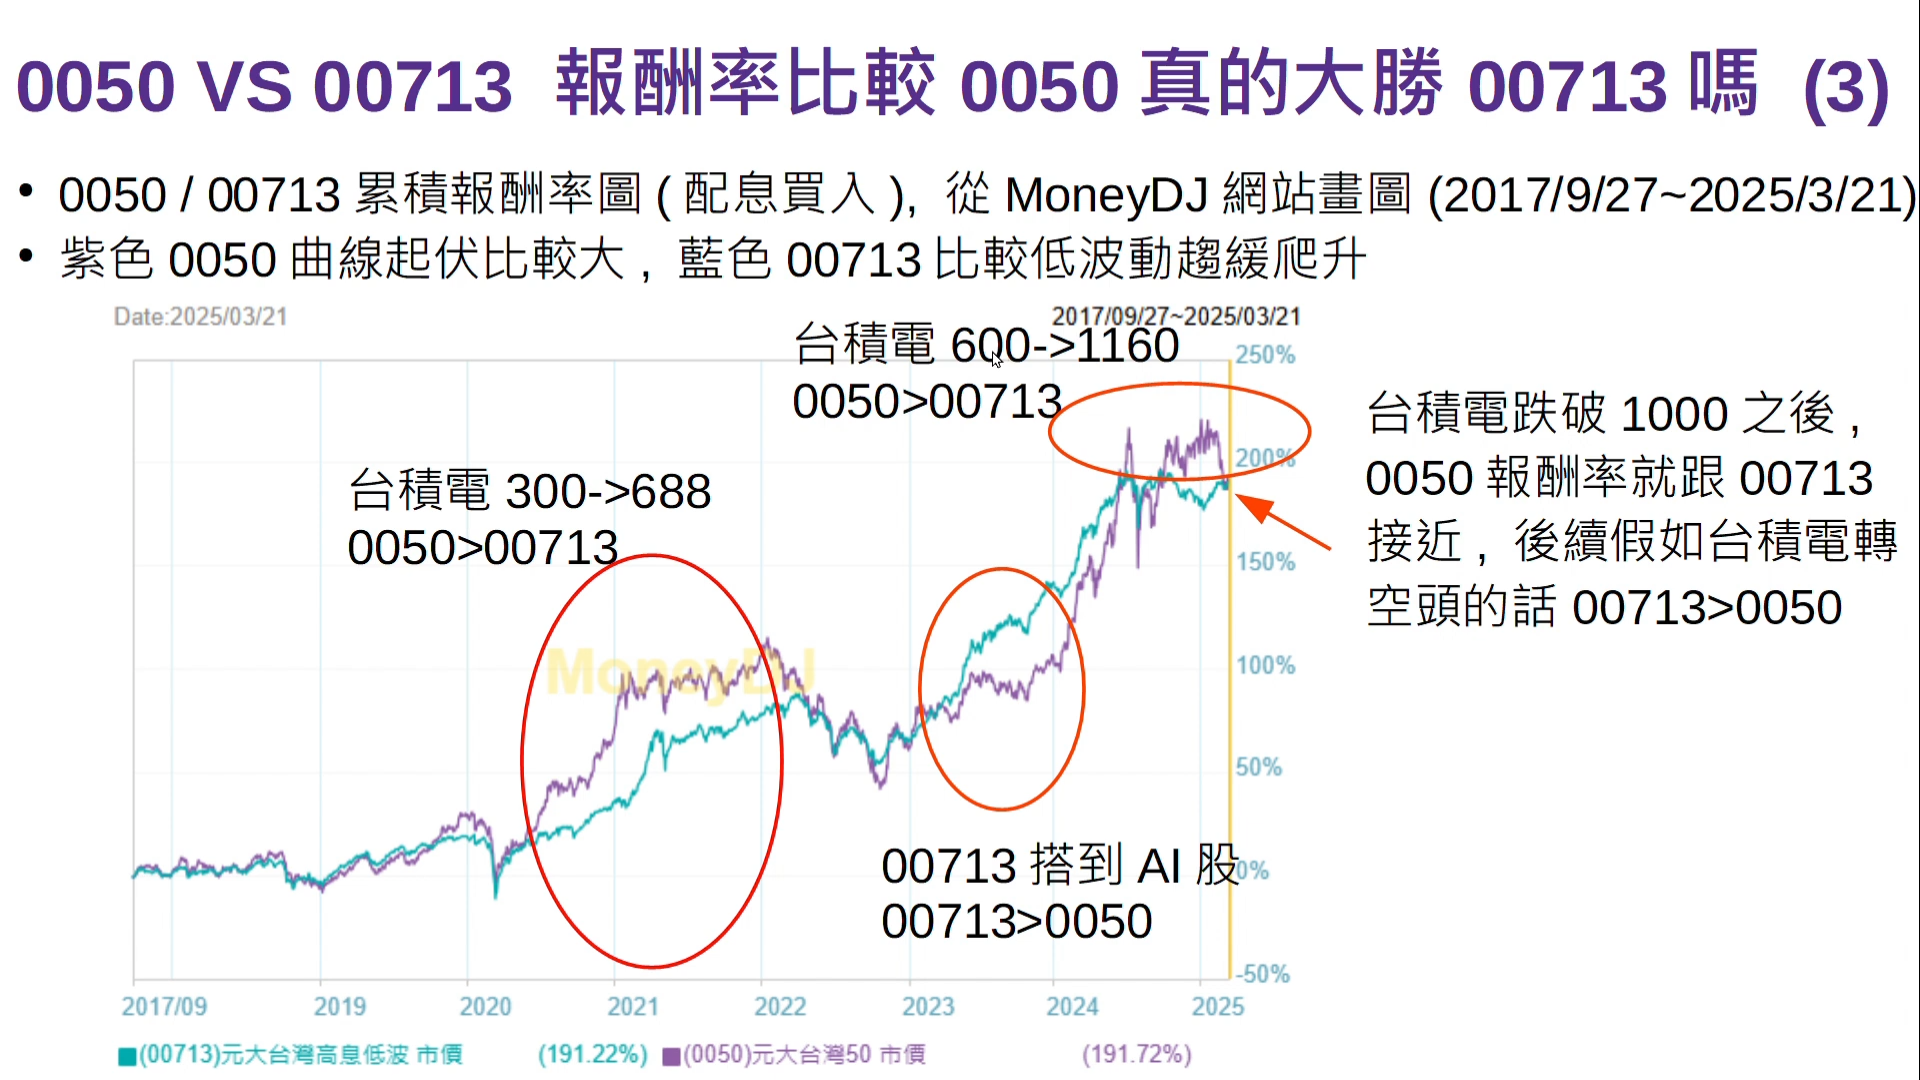 0050 VS 00713 報酬率比較 0050 真的大勝 00713 嗎 (3)
• 0050 / 00713 累積報酬率圖 ( 配息買入 ), 從 MoneyDJ 網站畫圖 (2017/9/27~2025/3/21)
• 紫色 0050 曲線起伏比較大 , 藍色 00713 比較低波動趨緩爬升
Date:2025/03/21
2017/09/27~2025/03/21
台積電 600->1160
0050>00713
台積電 300->688
0050>00713
台積電跌破 1000 之後 ,
0050 報酬率就跟 00713
接近 , 後續假如台積電轉
空頭的話 00713>0050
MoneyDJ
00713 搭到 AI 股
00713>0050
250%
200%
150%
100%
50%
0%
-50%
2017/09 2019 2020 2021 2022 2023 2024 2025
(00713)元大台灣高息低波 市價 (191.22%) (0050)元大台灣50 市價 (191.72%)